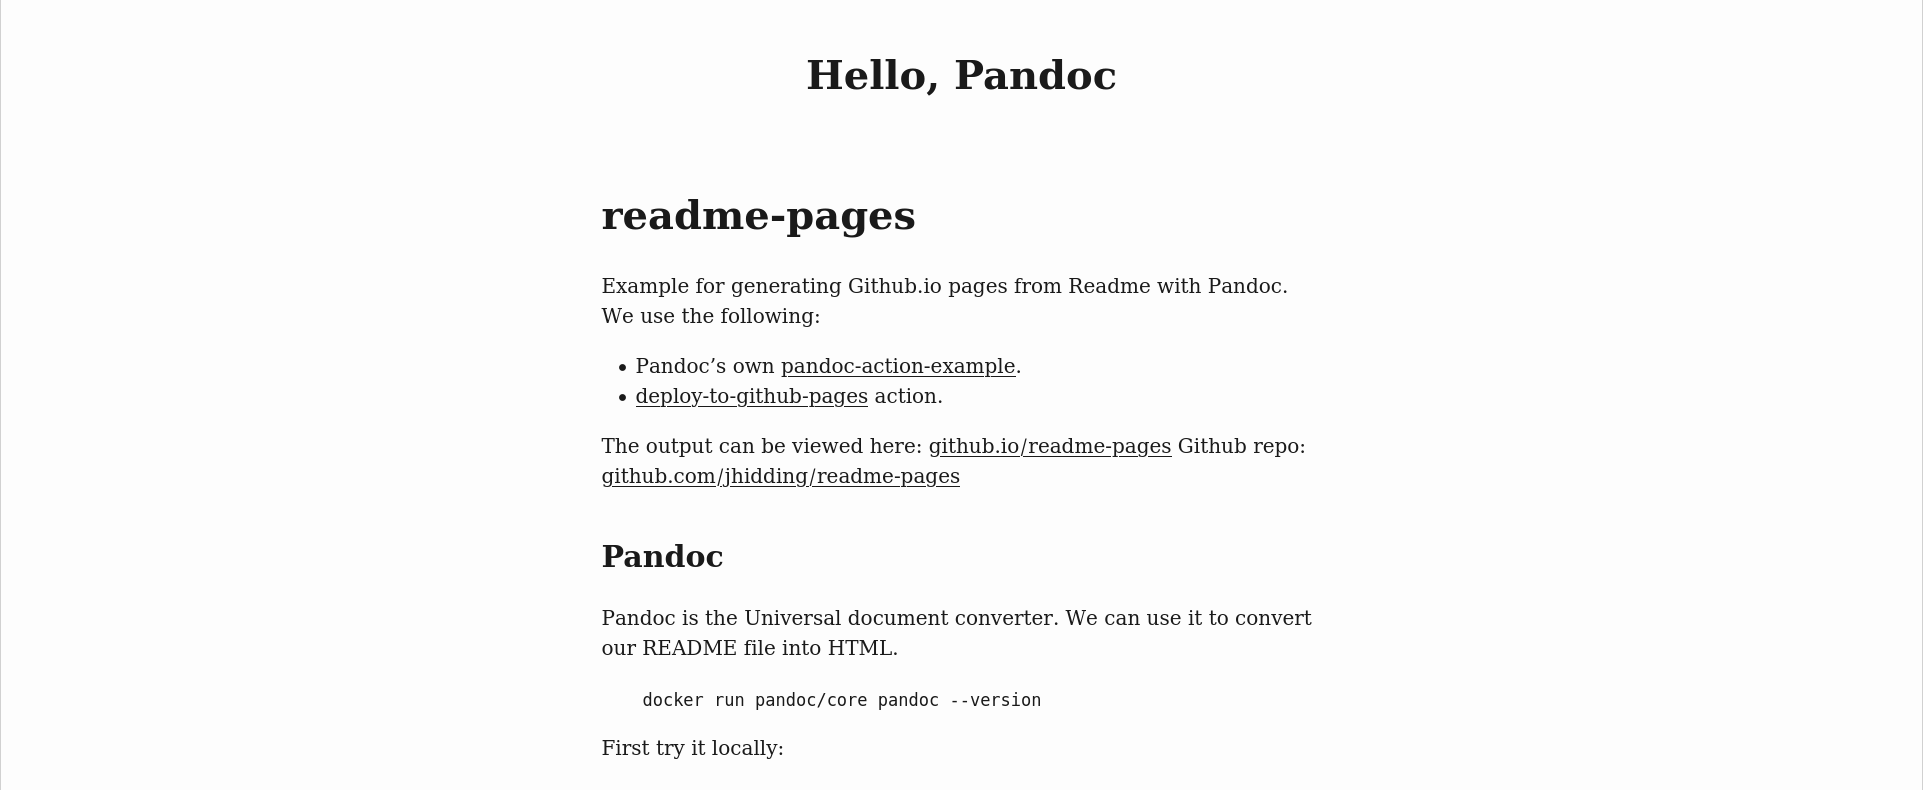 Hello, Pandoc
readme-pages
Example for generating Github.io pages from Readme with Pandoc.
We use the following:
• Pandoc’s own pandoc-action-example.
• deploy-to-github-pages action.
The output can be viewed here: github.io/readme-pages Github repo:
github.com/jhidding/readme-pages
Pandoc
Pandoc is the Universal document converter. We can use it to convert
our README file into HTML.
docker run pandoc/core pandoc --version
First try it locally: